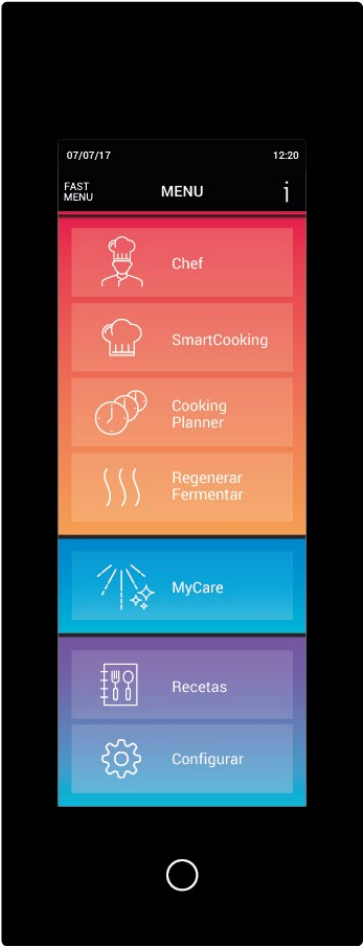 07/07/17 12:20
FAST
MENU
MENU
i
Chef
SmartCooking
Cooking
Planner
Regenerar
Fermentar
MyCare
Recetas
Configurar